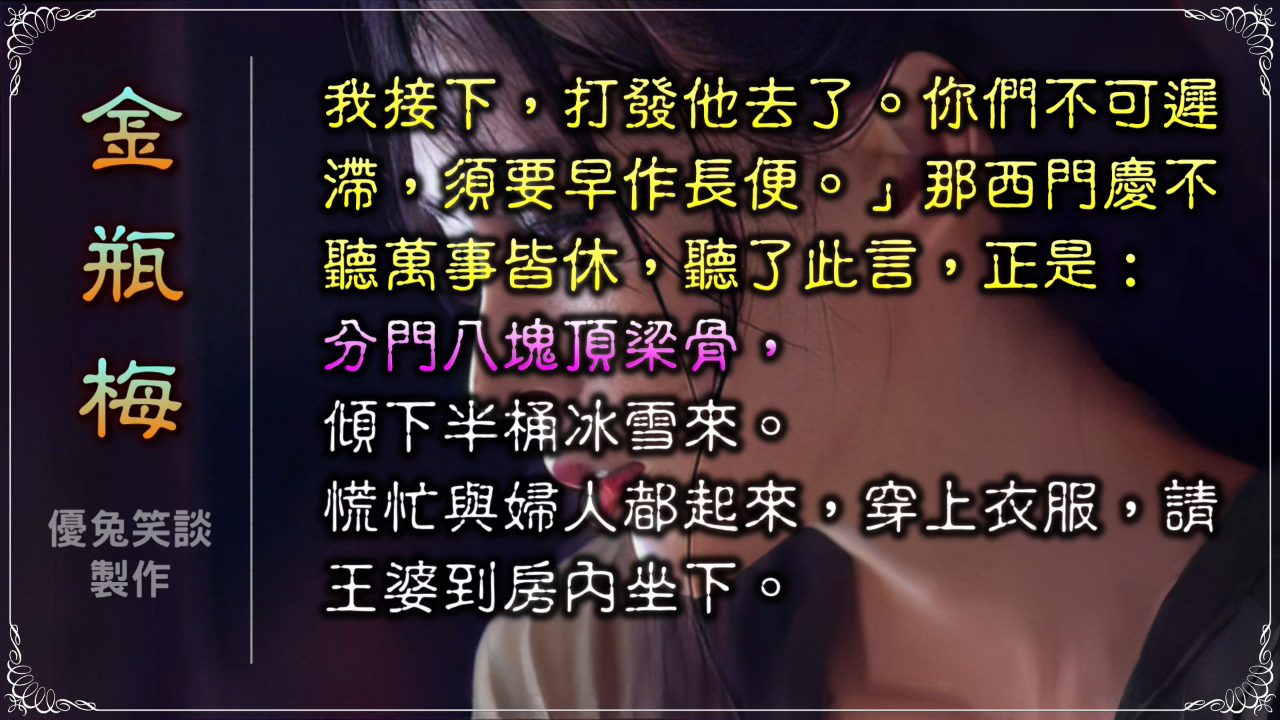 金瓶梅
優兔笑談
製作
我接下，打發他去了。你們不可遲
滯，須要早作長便。」那西門慶不
聽萬事皆休，聽了此言，正是：
分門八塊頂梁骨，
傾下半桶冰雪來。
慌忙與婦人都起來，穿上衣服，請
王婆到房內坐下。